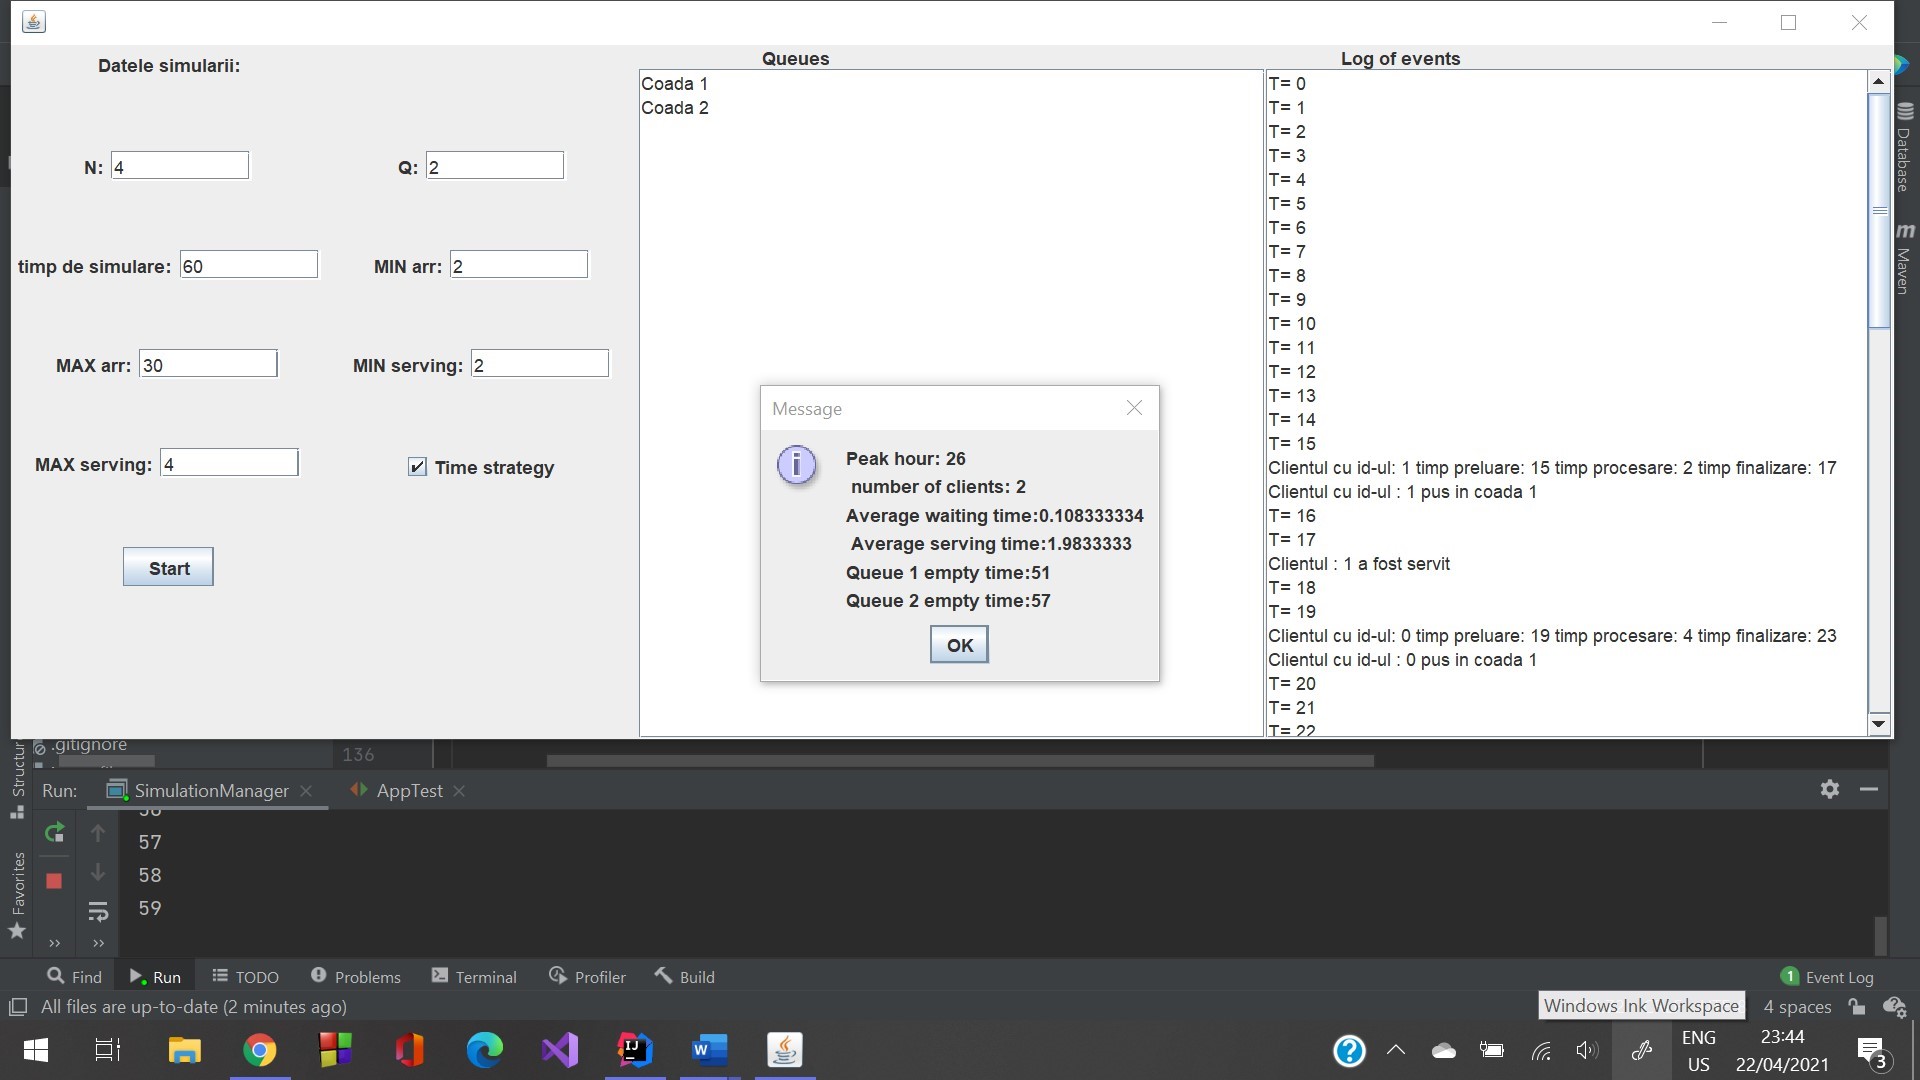 Datele simularii:
N: 4
Q: 2
timp de simulare: 60
MIN arr: 2
MAX arr: 30
MIN serving: 2
MAX serving: 4
Time strategy
Start
Queues
Coada 1
Coada 2
Log of events
T= 0
T= 1
T= 2
T= 3
T= 4
T= 5
T= 6
T= 7
T= 8
T= 9
T= 10
T= 11
T= 12
T= 13
T= 14
T= 15
Clientul cu id-ul: 1 timp preluare: 15 timp procesare: 2 timp finalizare: 17
Clientul cu id-ul : 1 pus in coada 1
T= 16
T= 17
Clientul : 1 a fost servit
T= 18
T= 19
Clientul cu id-ul: 0 timp preluare: 19 timp procesare: 4 timp finalizare: 23
Clientul cu id-ul : 0 pus in coada 1
T= 20
T= 21
T= 22
Message
Peak hour: 26
number of clients: 2
Average waiting time:0.108333334
Average serving time:1.9833333
Queue 1 empty time:51
Queue 2 empty time:57
OK
Database
Maven
.gitignore
136
Structur
Favorites
Run: SimulationManager AppTest
57
58
59
Find Run TODO Problems Terminal Profiler Build
1 Event Log
All files are up-to-date (2 minutes ago)
Windows Ink Workspace
4 spaces
IJ
W
ENG
US
23:44
22/04/2021
3